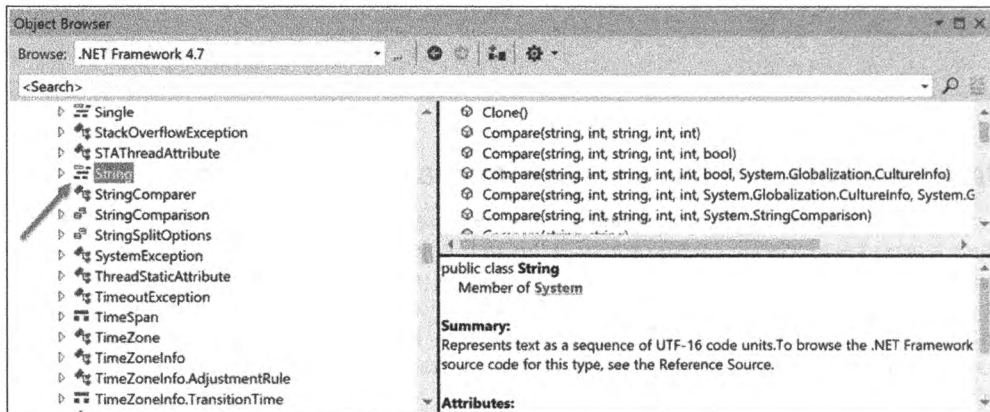 Object Browser
Browse: .NET Framework 4.7
...
<Search>
Single
StackOverflowException
STAThreadAttribute
String
StringComparer
StringComparison
StringSplitOptions
SystemException
ThreadStaticAttribute
TimeoutException
TimeSpan
TimeZone
TimeZoneInfo
TimeZoneInfo.AdjustmentRule
TimeZoneInfo.TransitionTime
Clone()
Compare(string, int, string, int, int)
Compare(string, int, string, int, int, bool)
Compare(string, int, string, int, int, bool, System.Globalization.CultureInfo)
Compare(string, int, string, int, int, System.Globalization.CultureInfo, System.G
Compare(string, int, string, int, int, System.StringComparison)
public class String
Member of System
Summary:
Represents text as a sequence of UTF-16 code units.To browse the .NET Framework
source code for this type, see the Reference Source.
Attributes: